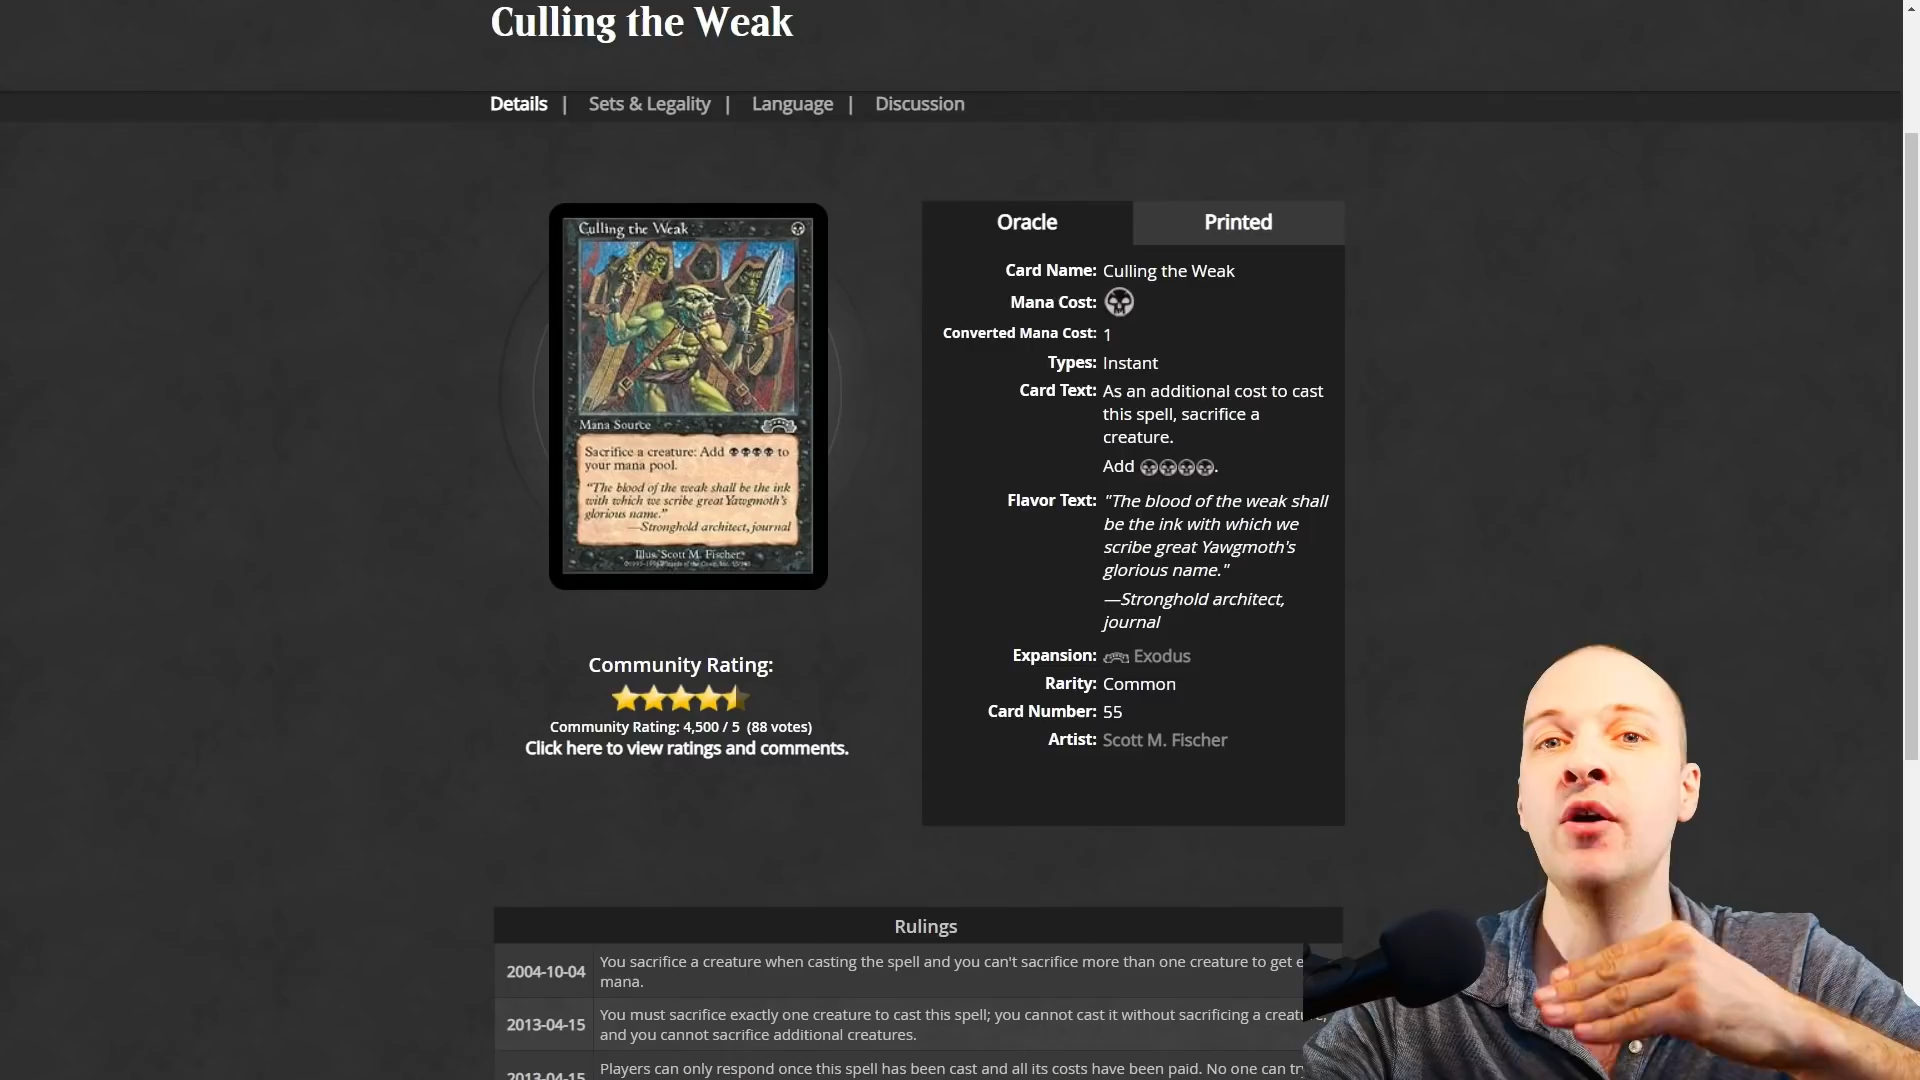 Culling the Weak
Details | Sets & Legality | Language | Discussion
Culling the Weak
Mana Source
Sacrifice a creature: Add to
your mana pool.
"The blood of the weak shall be the ink
with which we scribe great Yawgmoth's
glorious name."
—Stronghold architect, journal
Illus. Scott M. Fischer
Community Rating:
Community Rating: 4,500 / 5 (88 votes)
Click here to view ratings and comments.
Oracle
Printed
Card Name: Culling the Weak
Mana Cost:
Converted Mana Cost: 1
Types: Instant
Card Text: As an additional cost to cast
this spell, sacrifice a
creature.
Add .
Flavor Text: "The blood of the weak shall
be the ink with which we
scribe great Yawgmoth's
glorious name."
—Stronghold architect,
journal
Expansion: Exodus
Rarity: Common
Card Number: 55
Artist: Scott M. Fischer
Rulings
2004-10-04 You sacrifice a creature when casting the spell and you can't sacrifice more than one creature to get e
mana.
2013-04-15 You must sacrifice exactly one creature to cast this spell; you cannot cast it without sacrificing a creature,
and you cannot sacrifice additional creatures.
2013-04-15 Players can only respond once this spell has been cast and all its costs have been paid. No one can try